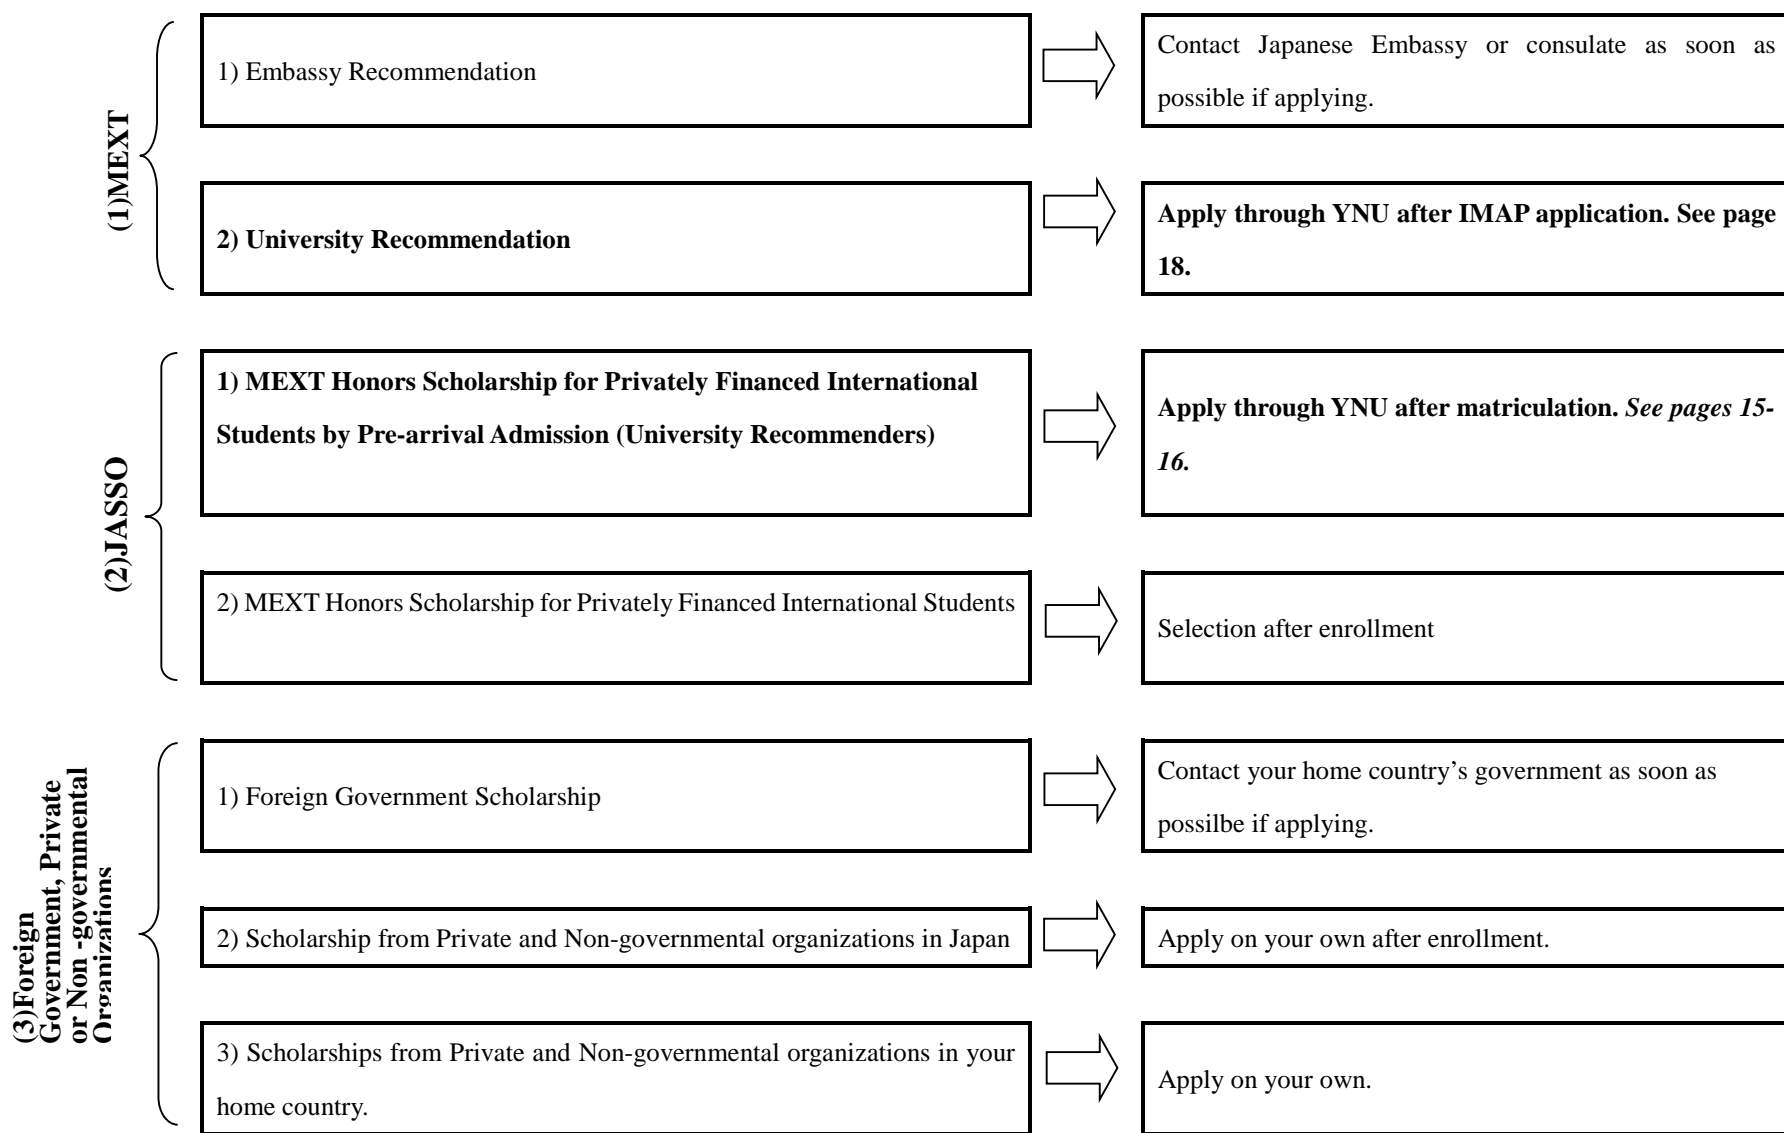 (1)MEXT
1) Embassy Recommendation
Contact Japanese Embassy or consulate as soon as
possible if applying.
2) University Recommendation
Apply through YNU after IMAP application. See page
18.
(2)JASSO
1) MEXT Honors Scholarship for Privately Financed International
Students by Pre-arrival Admission (University Recommenders)
Apply through YNU after matriculation. See pages 15-
16.
2) MEXT Honors Scholarship for Privately Financed International Students
Selection after enrollment
(3)Foreign
Government, Private
or Non -governmental
Organizations
1) Foreign Government Scholarship
Contact your home country’s government as soon as
possilbe if applying.
2) Scholarship from Private and Non-governmental organizations in Japan
Apply on your own after enrollment.
3) Scholarships from Private and Non-governmental organizations in your
home country.
Apply on your own.